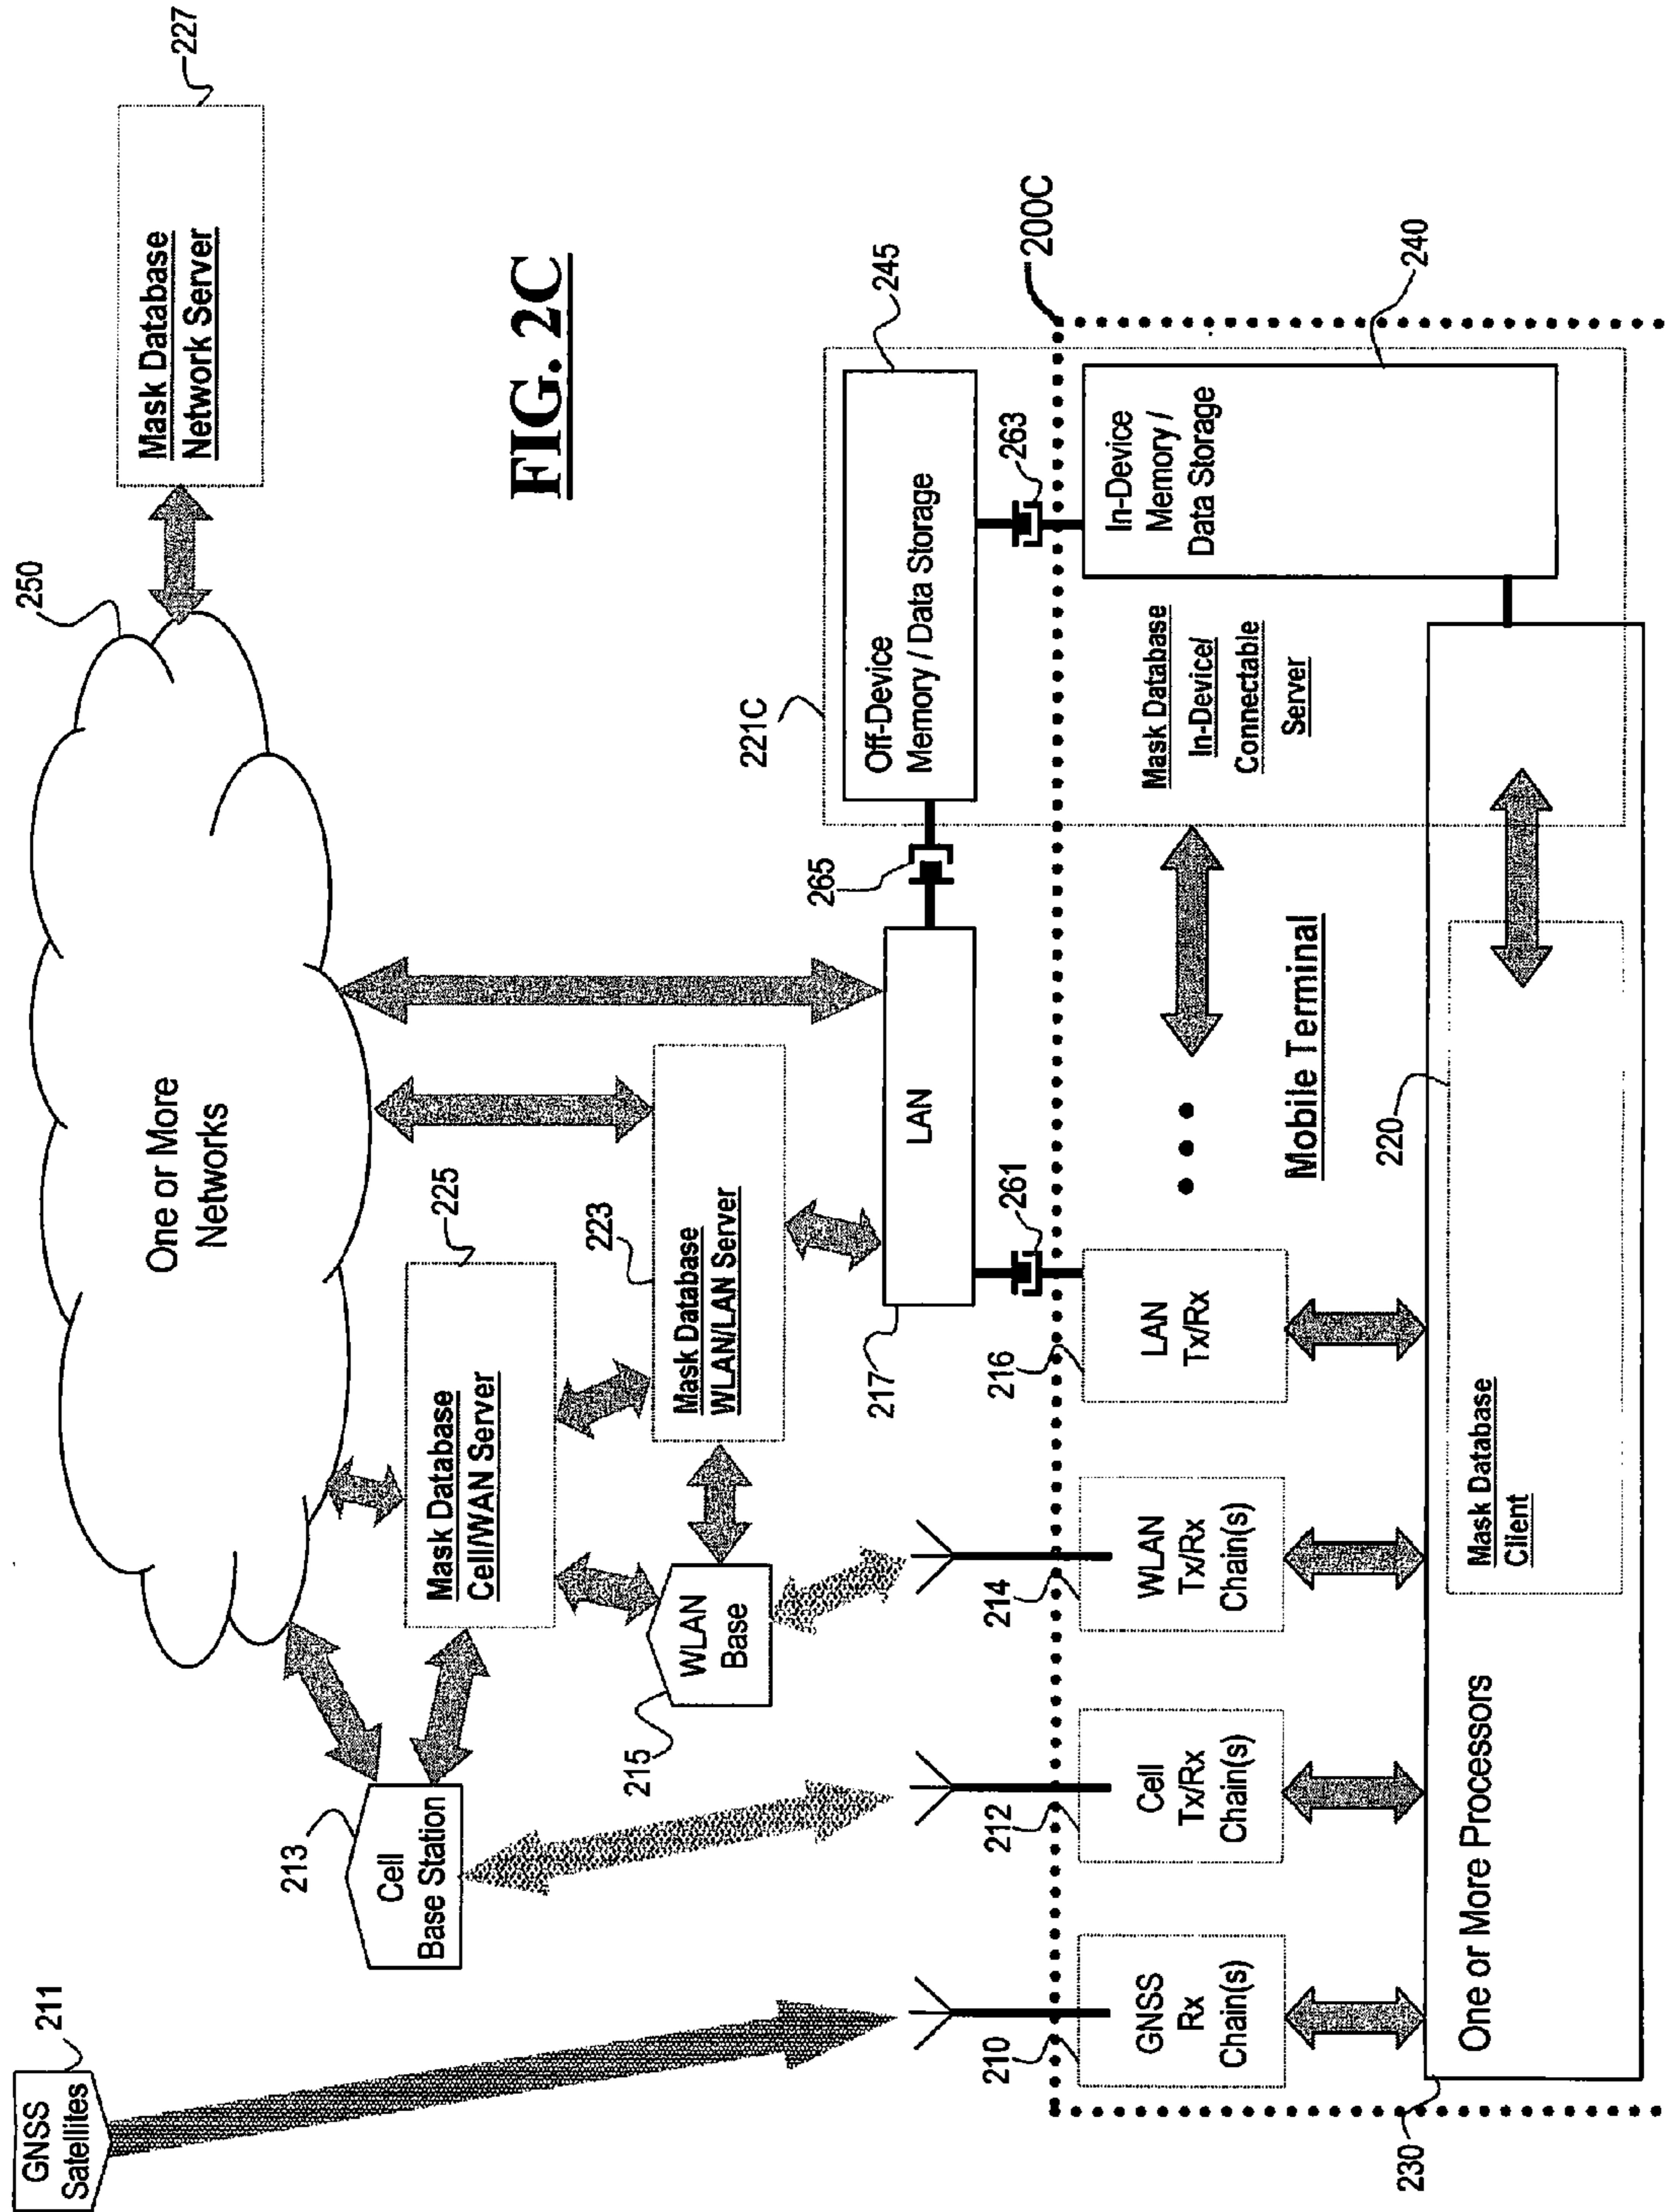 GNSS
Satellites
211
One or More
Networks
250
Mask Database
Network Server
227
FIG. 2C
Cell
Base Station
213
Mask Database
Cell/WAN Server
225
WLAN
Base
215
Mask Database
WLAN/LAN Server
223
LAN
217
265
Off-Device
Memory / Data Storage
245
221C
261
263
200C
GNSS
Rx
Chain(s)
210
Cell
Tx/Rx
Chain(s)
212
WLAN
Tx/Rx
Chain(s)
214
LAN
Tx/Rx
216
Mobile Terminal
Mask Database
In-Device/
Connectable
Server
In-Device
Memory /
Data Storage
240
One or More Processors
230
Mask Database
Client
220